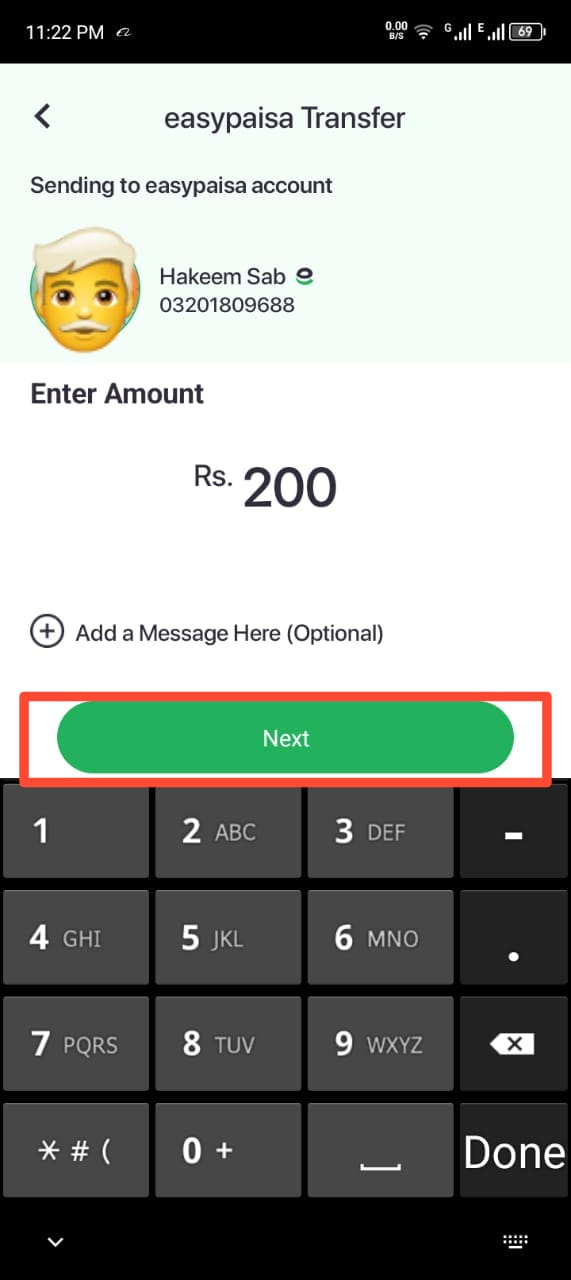 11:22 PM
0.00 B/S G E 69
easypaisa Transfer
Sending to easypaisa account
Hakeem Sab
03201809688
Enter Amount
Rs. 200
Add a Message Here (Optional)
Next
1 2 ABC 3 DEF -
4 GHI 5 JKL 6 MNO .
7 PQRS 8 TUV 9 WXYZ
* # ( 0 + Done